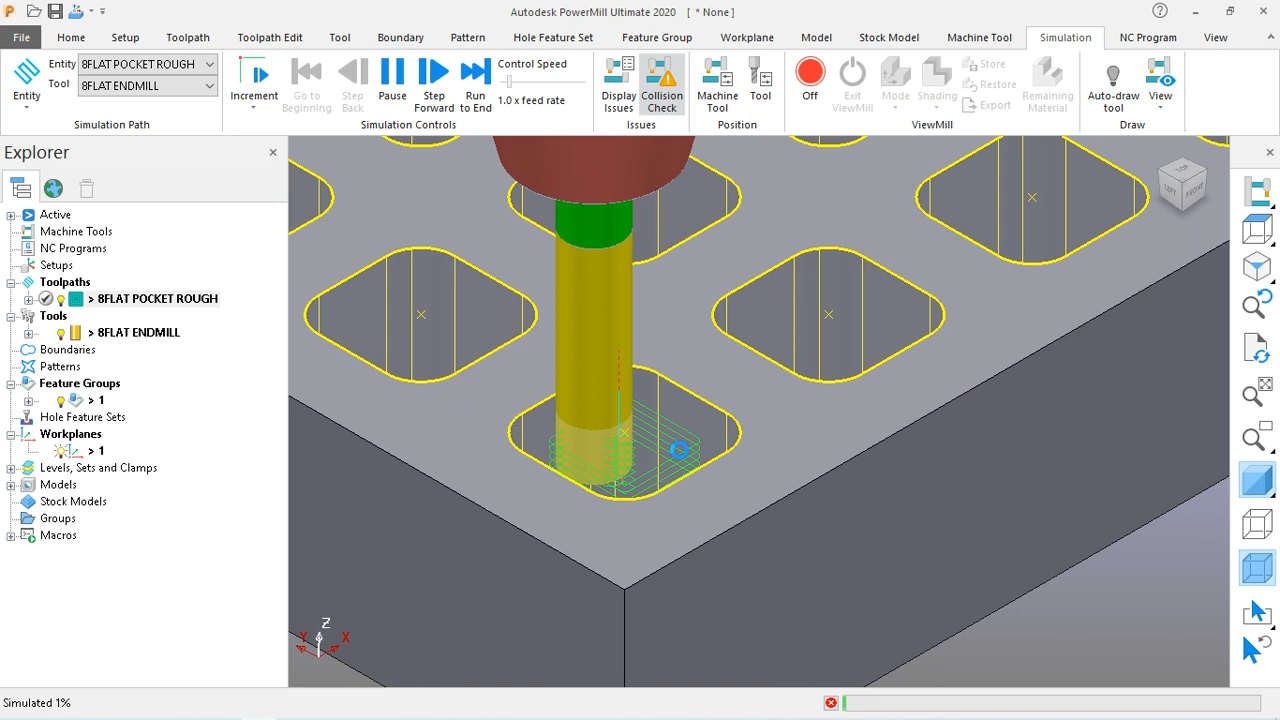 Autodesk PowerMill Ultimate 2020 [ * None ]
File Home Setup Toolpath Toolpath Edit Tool Boundary Pattern Hole Feature Set Feature Group Workplane Model Stock Model Machine Tool Simulation NC Program View
Entity
Entity 8FLAT POCKET ROUGH
Tool 8FLAT ENDMILL
Simulation Path
Increment
Go to Beginning
Step Back
Pause
Step Forward
Run to End
Control Speed
1.0 x feed rate
Simulation Controls
Display Issues
Collision Check
Issues
Machine Tool
Tool
Position
Off
Exit ViewMill
Mode
Shading
Store
Restore
Export
Remaining Material
ViewMill
Auto-draw tool
View
Draw
Explorer
Active
Machine Tools
NC Programs
Setups
Toolpaths
> 8FLAT POCKET ROUGH
Tools
> 8FLAT ENDMILL
Boundaries
Patterns
Feature Groups
> 1
Hole Feature Sets
Workplanes
> 1
Levels, Sets and Clamps
Models
Stock Models
Groups
Macros
TOP
LEFT
FRONT
Z
Y
X
Simulated 1%